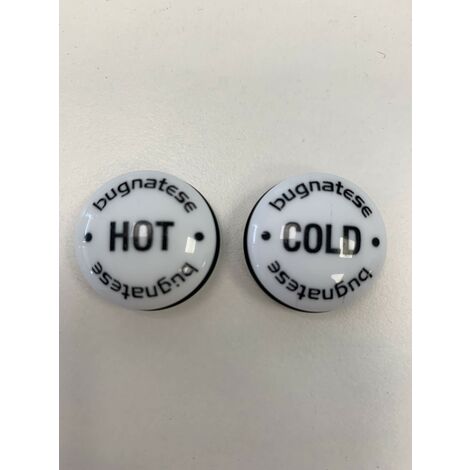 bugnatese
• HOT •
bugnatese
bugnatese
• COLD •
bugnatese